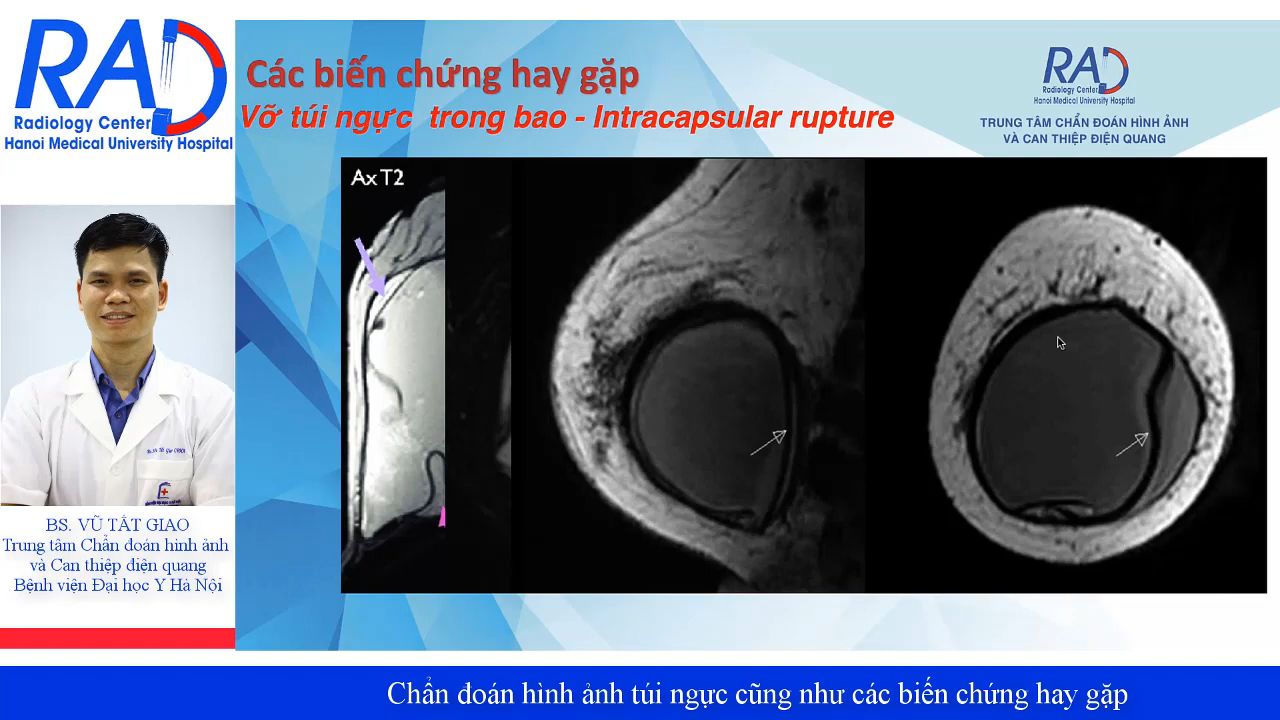 RAD
Radiology Center
Hanoi Medical University Hospital
Các biến chứng hay gặp
Vỡ túi ngực trong bao - Intracapsular rupture
RAD
Radiology Center
Hanoi Medical University Hospital
TRUNG TÂM CHẨN ĐOÁN HÌNH ẢNH
VÀ CAN THIỆP ĐIỆN QUANG
Ax T2
BS. VŨ TẤT GIAO
Trung tâm Chẩn đoán hình ảnh
và Can thiệp điện quang
Bệnh viện Đại học Y Hà Nội
Chẩn đoán hình ảnh túi ngực cũng như các biến chứng hay gặp